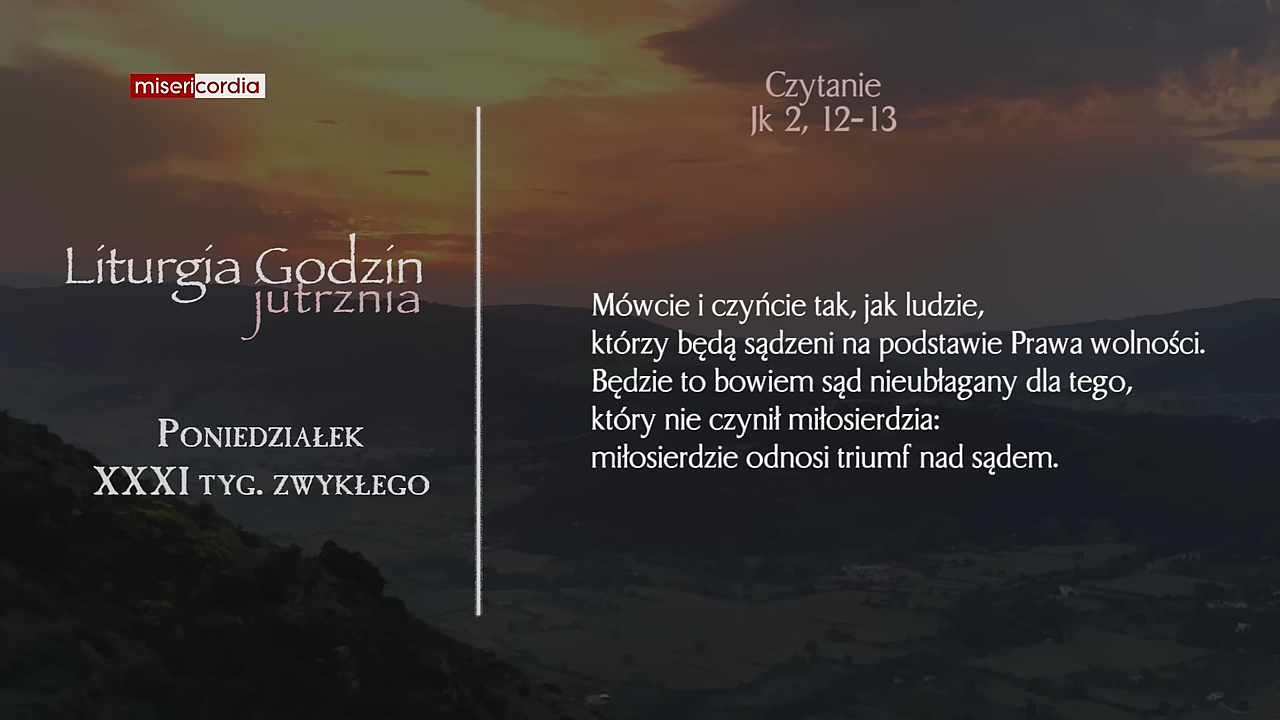 misericordia
Liturgia Godzin
jutrznia
Poniedziałek
XXXI tyg. zwykłego
Czytanie
Jk 2, 12-13
Mówcie i czyńcie tak, jak ludzie,
którzy będą sądzeni na podstawie Prawa wolności.
Będzie to bowiem sąd nieubłagany dla tego,
który nie czynił miłosierdzia:
miłosierdzie odnosi triumf nad sądem.